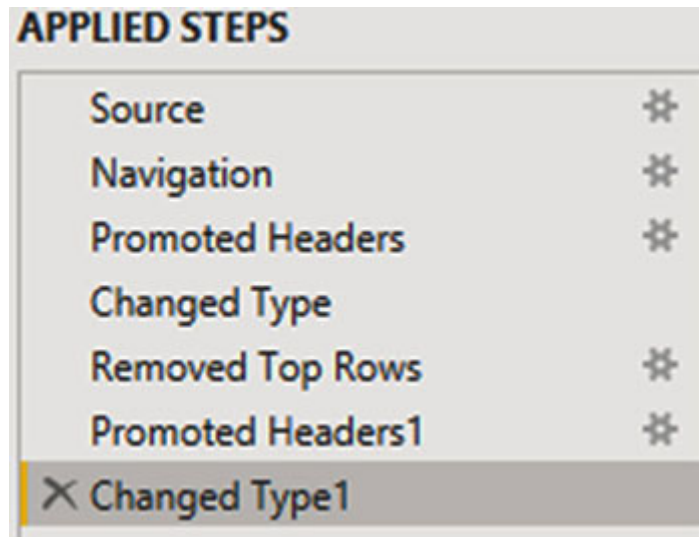 APPLIED STEPS
Source
Navigation
Promoted Headers
Changed Type
Removed Top Rows
Promoted Headers1
Changed Type1